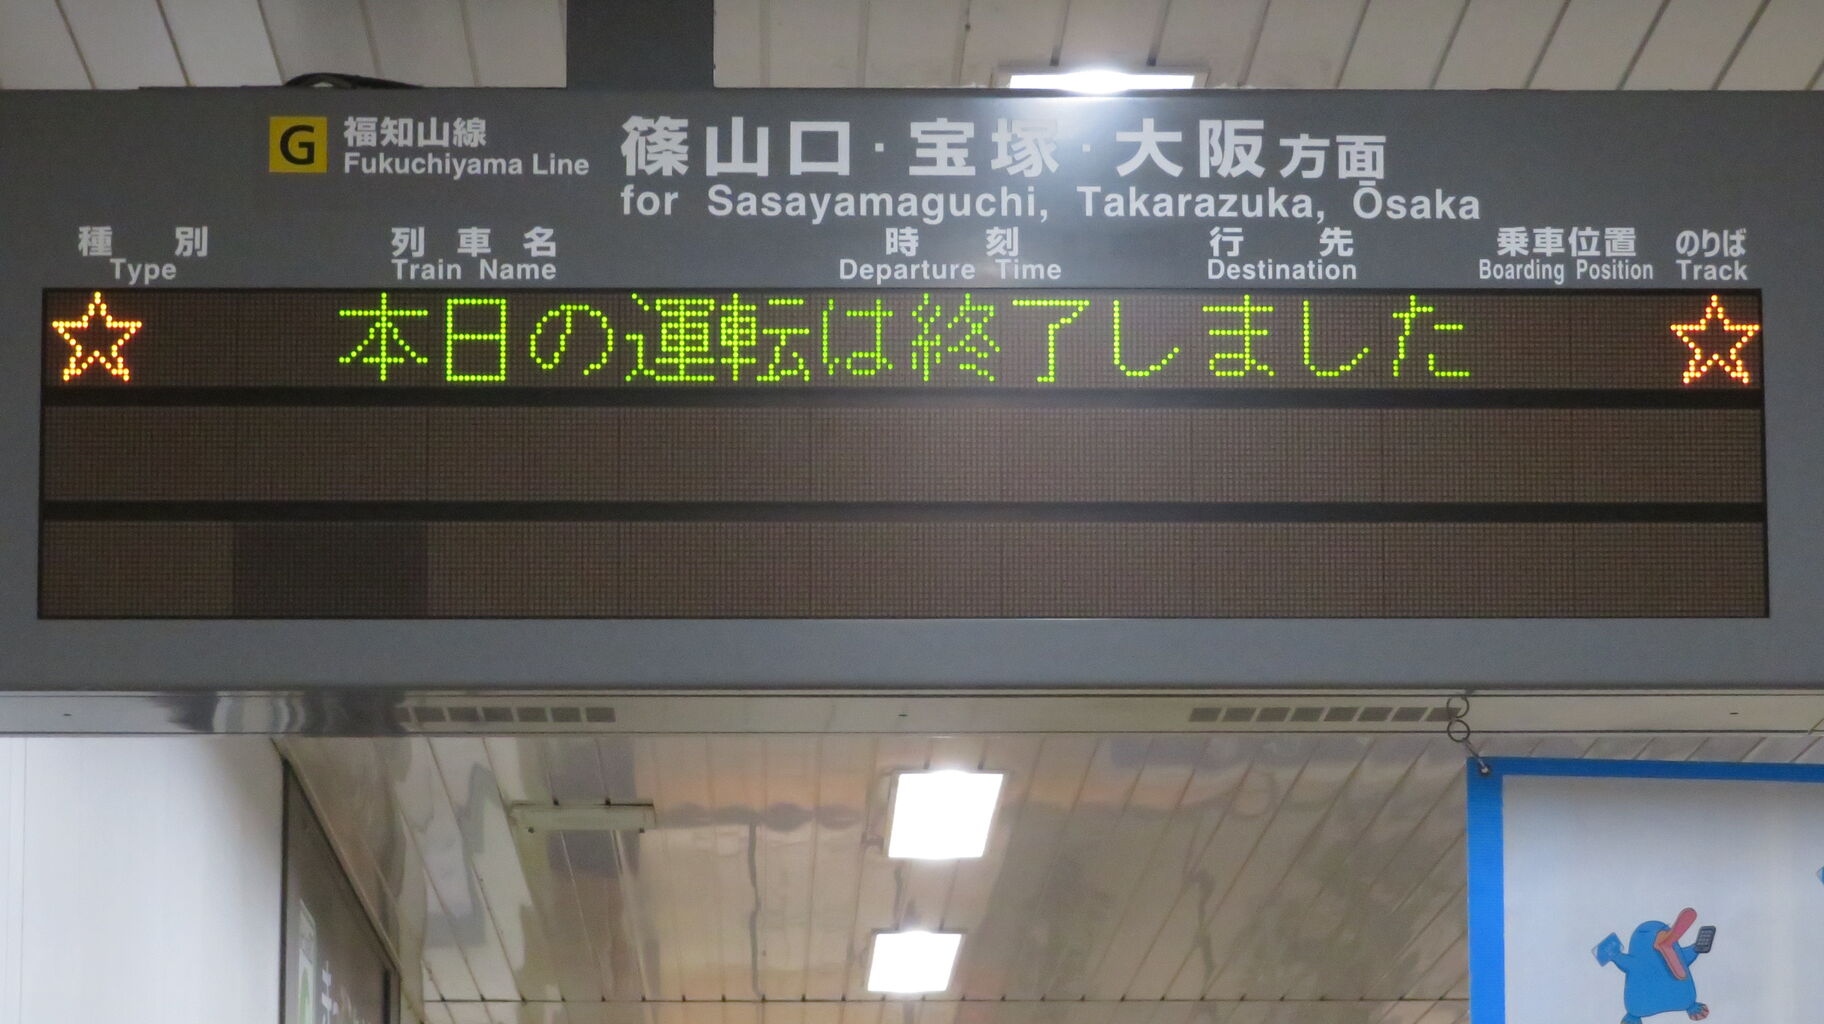 G 福知山線 篠山口・宝塚・大阪方面
Fukuchiyama Line for Sasayamaguchi, Takarazuka, Ōsaka
種別 列車名 時刻 行先 乗車位置 のりば
Type Train Name Departure Time Destination Boarding Position Track
☆ 本日の運転は終了しました ☆